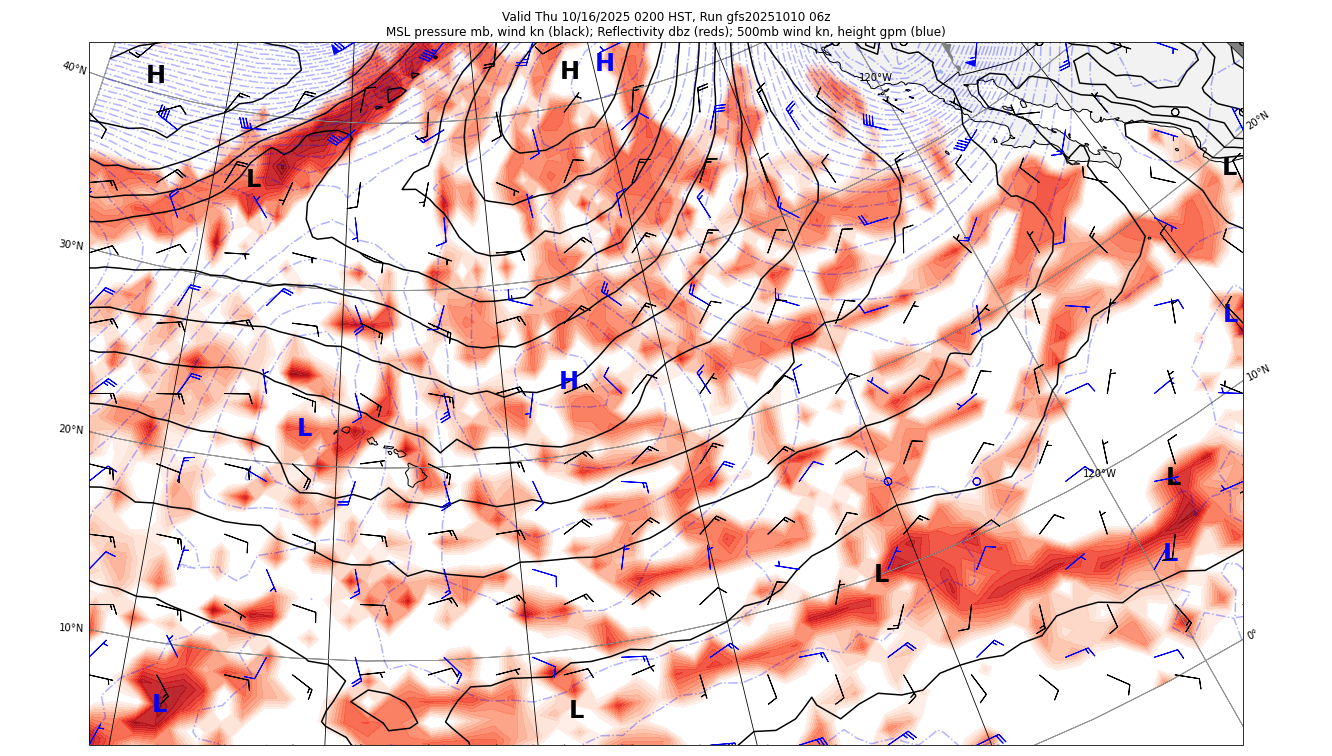 Valid Thu 10/16/2025 0200 HST, Run gfs20251010 06z
MSL pressure mb, wind kn (black); Reflectivity dbz (reds); 500mb wind kn, height gpm (blue)
40°N
H
H
H
120°W
20°N
L
L
30°N
L
H
10°N
20°N
L
120°W
L
L
L
10°N
0°
L
L